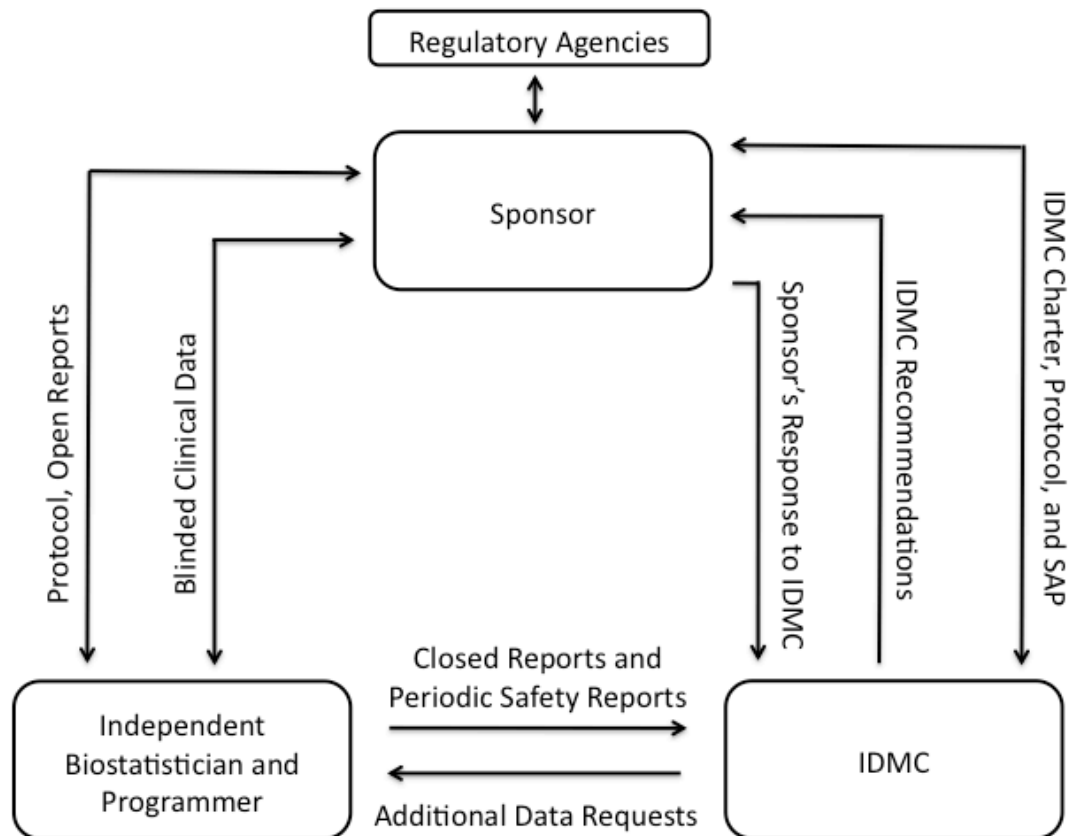 Regulatory Agencies
Sponsor
Protocol, Open Reports
Blinded Clinical Data
Sponsor's Response to IDMC
IDMC Recommendations
IDMC Charter, Protocol, and SAP
Closed Reports and
Periodic Safety Reports
Independent
Biostatistician and
Programmer
IDMC
Additional Data Requests